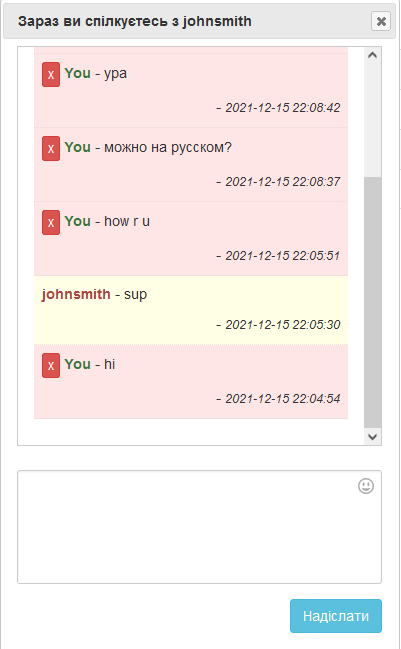 Зараз ви спілкуєтесь з johnsmith
x You - ура
- 2021-12-15 22:08:42
x You - можно на русском?
- 2021-12-15 22:08:37
x You - how r u
- 2021-12-15 22:05:51
johnsmith - sup
- 2021-12-15 22:05:30
x You - hi
- 2021-12-15 22:04:54
Надіслати